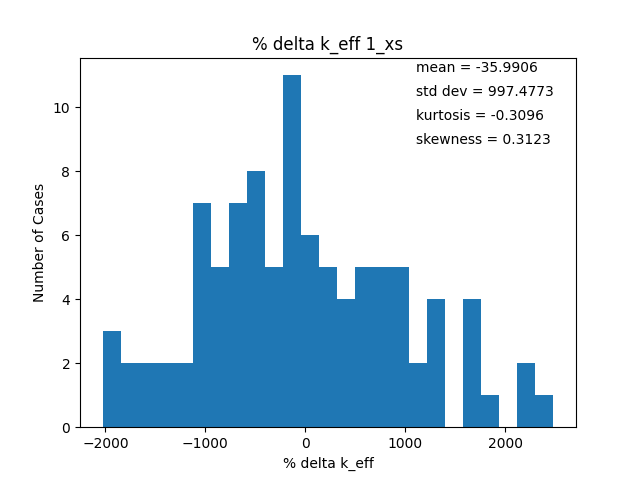 % delta k_eff 1_xs
mean = -35.9906
std dev = 997.4773
kurtosis = -0.3096
skewness = 0.3123
10
8
6
4
2
0
Number of Cases
−2000 −1000 0 1000 2000
% delta k_eff